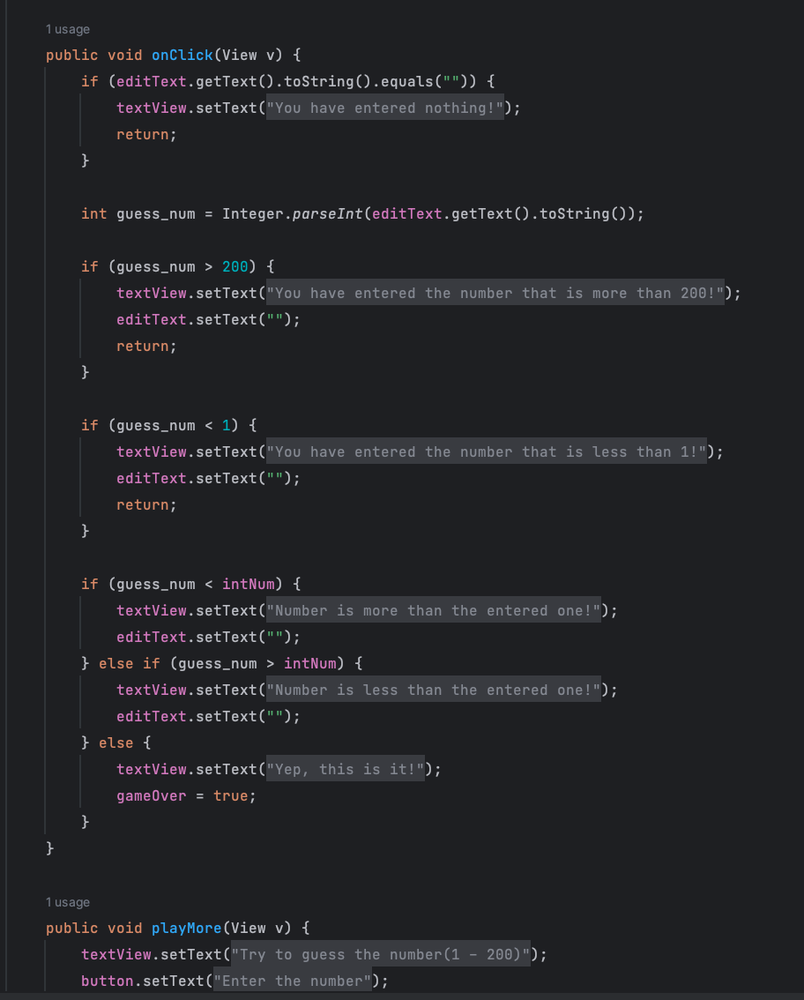 1 usage
public void onClick(View v) {
if (editText.getText().toString().equals("")) {
textView.setText("You have entered nothing!");
return;
}
int guess_num = Integer.parseInt(editText.getText().toString());
if (guess_num > 200) {
textView.setText("You have entered the number that is more than 200!");
editText.setText("");
return;
}
if (guess_num < 1) {
textView.setText("You have entered the number that is less than 1!");
editText.setText("");
return;
}
if (guess_num < intNum) {
textView.setText("Number is more than the entered one!");
editText.setText("");
} else if (guess_num > intNum) {
textView.setText("Number is less than the entered one!");
editText.setText("");
} else {
textView.setText("Yep, this is it!");
gameOver = true;
}
}
1 usage
public void playMore(View v) {
textView.setText("Try to guess the number(1 - 200)");
button.setText("Enter the number");